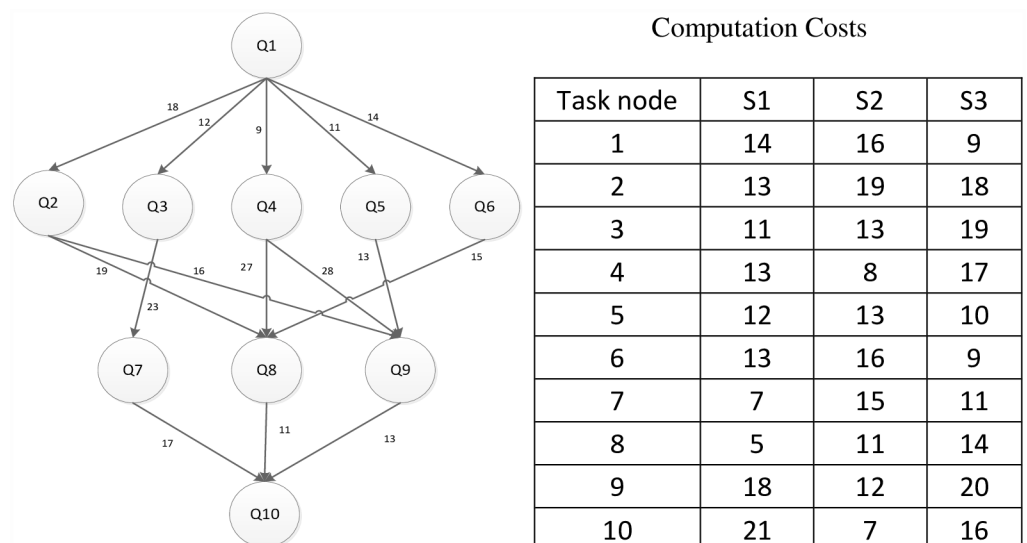 Computation Costs
Q1
18
12
9
11
14
Q2
Q3
Q4
Q5
Q6
19
16
27
28
13
15
23
Q7
Q8
Q9
17
11
13
Q10
Task node S1 S2 S3
1 14 16 9
2 13 19 18
3 11 13 19
4 13 8 17
5 12 13 10
6 13 16 9
7 7 15 11
8 5 11 14
9 18 12 20
10 21 7 16